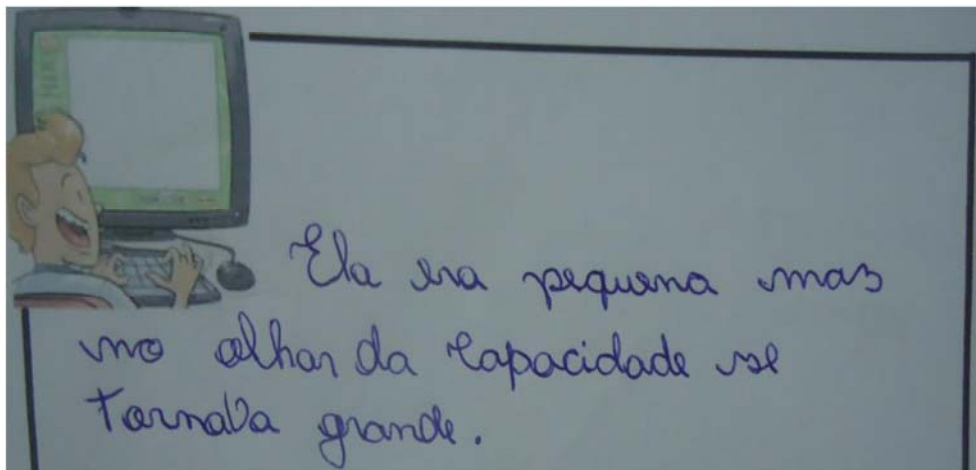 Ela era pequena mas
no olhar da capacidade se
tornava grande.